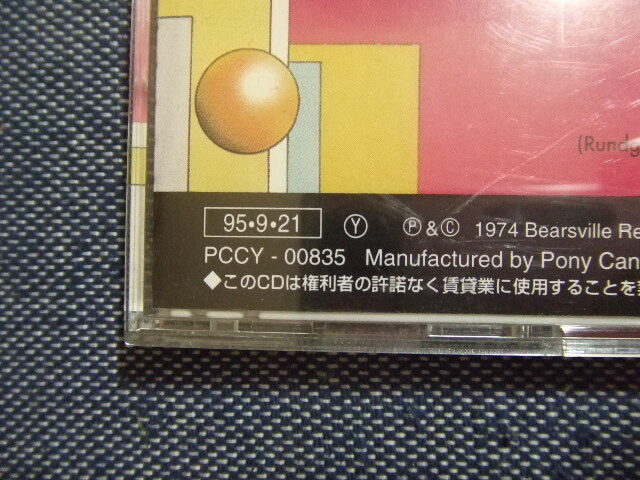 (Rundg
95•9•21 Ⓨ Ⓟ&© 1974 Bearsville Re
PCCY - 00835 Manufactured by Pony Can
◆このCDは権利者の許諾なく賃貸業に使用することを